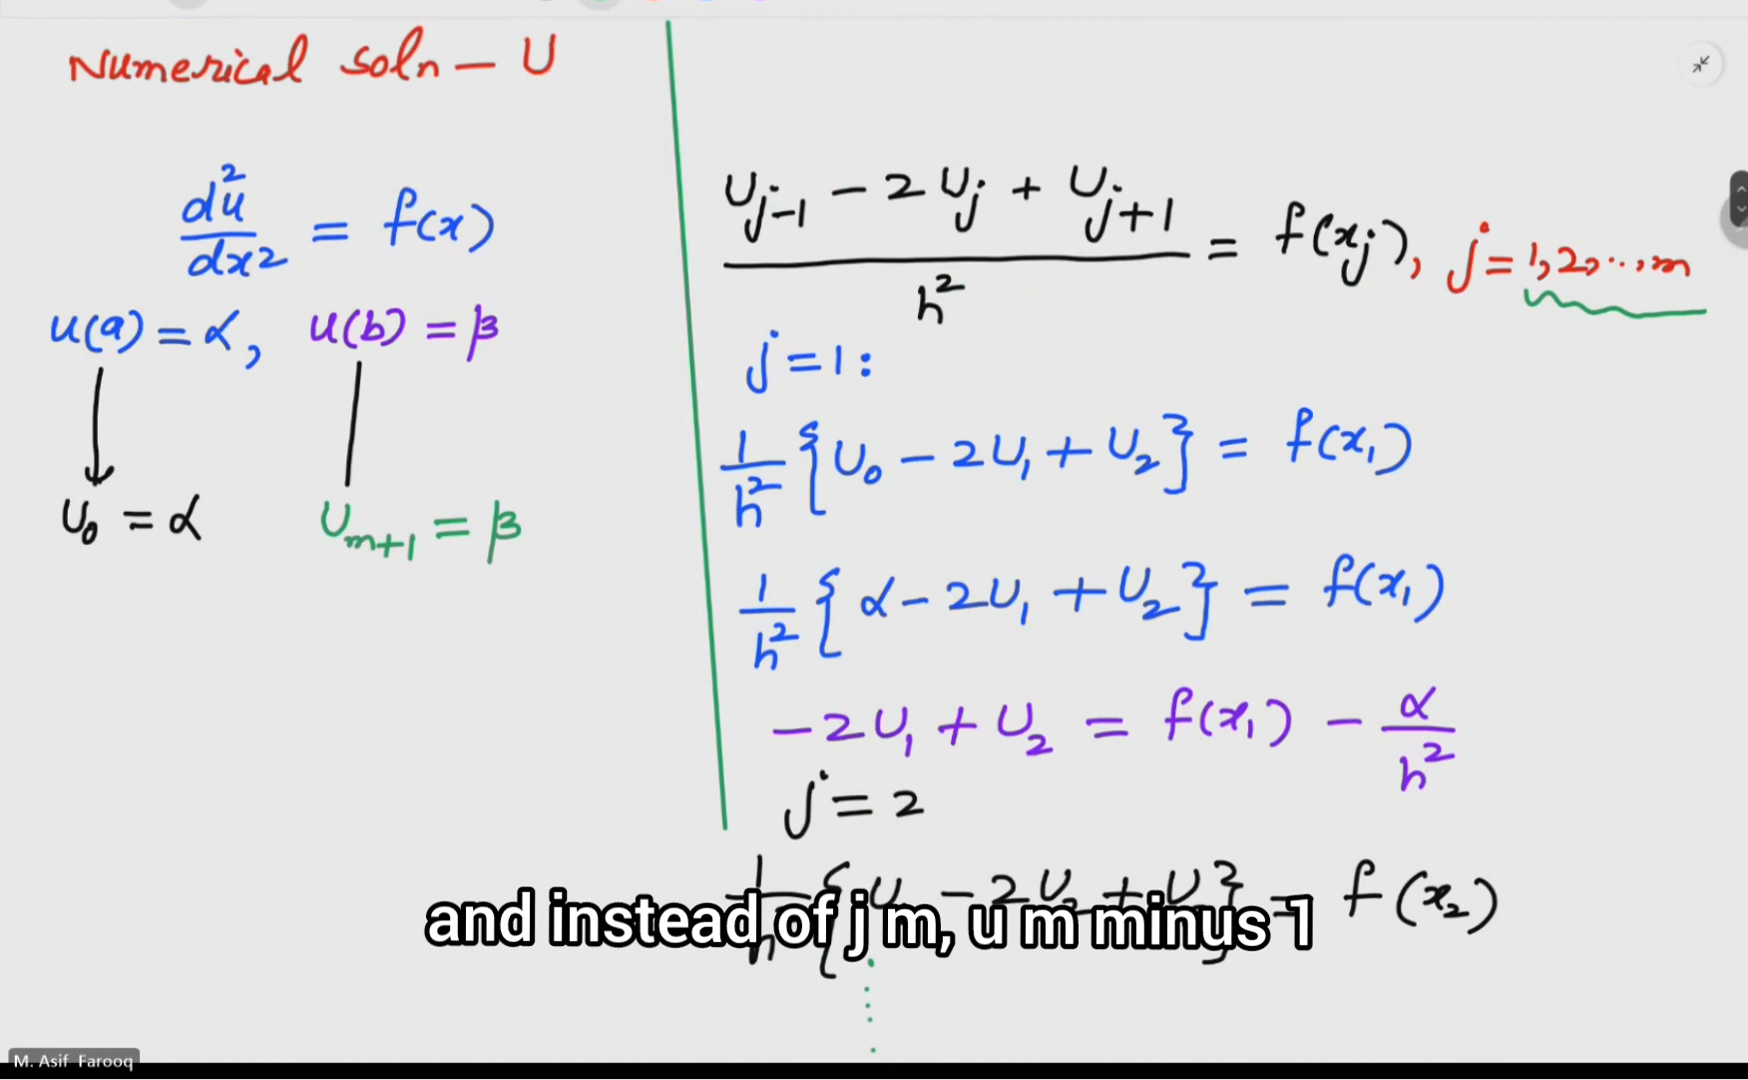 Numerical soln – U
d²u/dx² = f(x)
u(a) = α, u(b) = β
U₀ = α U_{m+1} = β
(U_{j-1} – 2U_j + U_{j+1})/h² = f(x_j), j = 1, 2, ..., m
j = 1 :
1/h² {U₀ – 2U₁ + U₂} = f(x₁)
1/h² {α – 2U₁ + U₂} = f(x₁)
– 2U₁ + U₂ = f(x₁) – α/h²
j = 2
f(x₂)
and instead of j m, u m minus 1
M. Asif Farooq